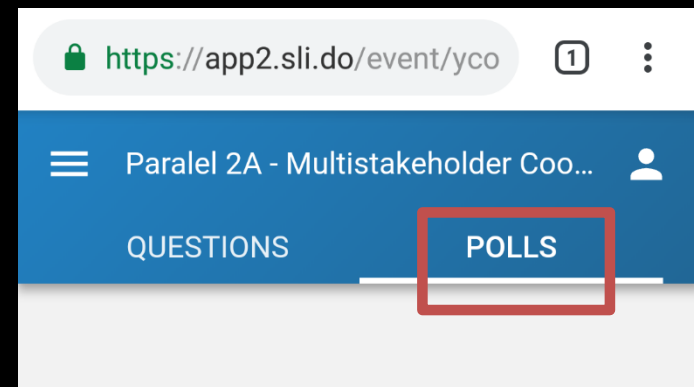 https://app2.sli.do/event/yco 1
Paralel 2A - Multistakeholder Coo...
QUESTIONS POLLS